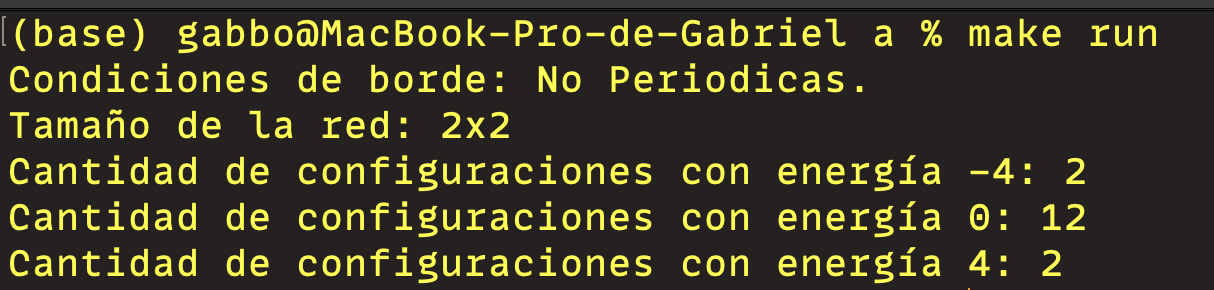 (base) gabbo@MacBook-Pro-de-Gabriel a % make run
Condiciones de borde: No Periodicas.
Tamaño de la red: 2x2
Cantidad de configuraciones con energía -4: 2
Cantidad de configuraciones con energía 0: 12
Cantidad de configuraciones con energía 4: 2